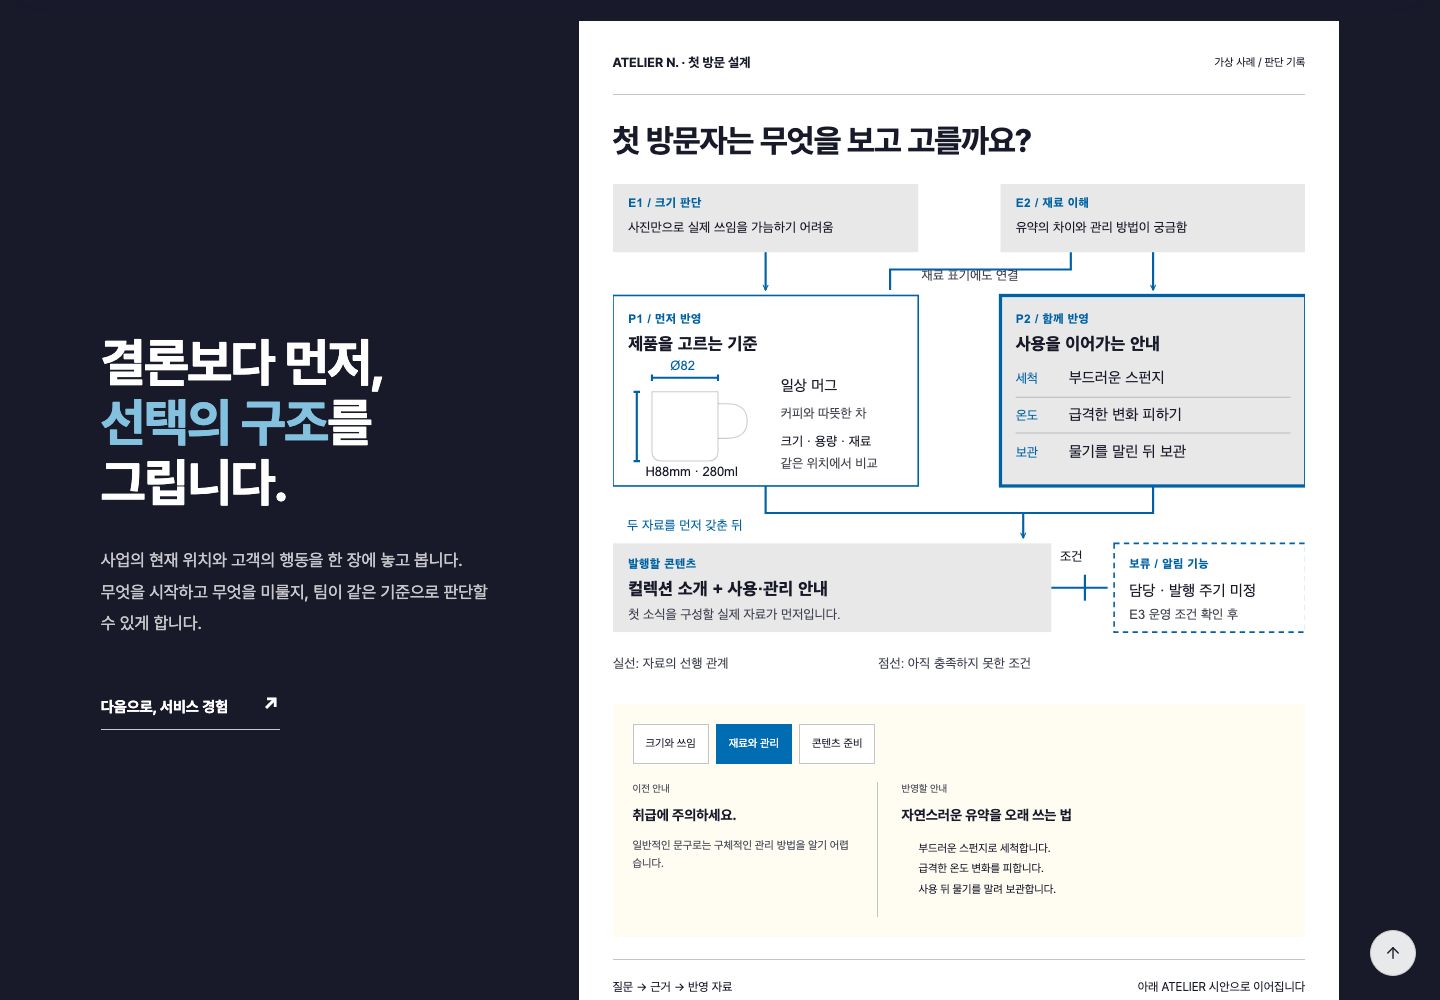 결론보다 먼저,
선택의 구조를
그립니다.
사업의 현재 위치와 고객의 행동을 한 장에 놓고 봅니다.
무엇을 시작하고 무엇을 미룰지, 팀이 같은 기준으로 판단할
수 있게 합니다.
다음으로, 서비스 경험
ATELIER N. · 첫 방문 설계
가상 사례 / 판단 기록
첫 방문자는 무엇을 보고 고를까요?
E1 / 크기 판단
사진만으로 실제 쓰임을 가늠하기 어려움
E2 / 재료 이해
유약의 차이와 관리 방법이 궁금함
재료 표기에도 연결
P1 / 먼저 반영
제품을 고르는 기준
Ø82
H88mm · 280ml
일상 머그
커피와 따뜻한 차
크기 · 용량 · 재료
같은 위치에서 비교
P2 / 함께 반영
사용을 이어가는 안내
세척 부드러운 스펀지
온도 급격한 변화 피하기
보관 물기를 말린 뒤 보관
두 자료를 먼저 갖춘 뒤
발행할 콘텐츠
컬렉션 소개 + 사용·관리 안내
첫 소식을 구성할 실제 자료가 먼저입니다.
조건
보류 / 알림 기능
담당 · 발행 주기 미정
E3 운영 조건 확인 후
실선: 자료의 선행 관계
점선: 아직 충족하지 못한 조건
크기와 쓰임
재료와 관리
콘텐츠 준비
이전 안내
취급에 주의하세요.
일반적인 문구로는 구체적인 관리 방법을 알기 어렵
습니다.
반영할 안내
자연스러운 유약을 오래 쓰는 법
부드러운 스펀지로 세척합니다.
급격한 온도 변화를 피합니다.
사용 뒤 물기를 말려 보관합니다.
질문 → 근거 → 반영 자료
아래 ATELIER 시안으로 이어집니다